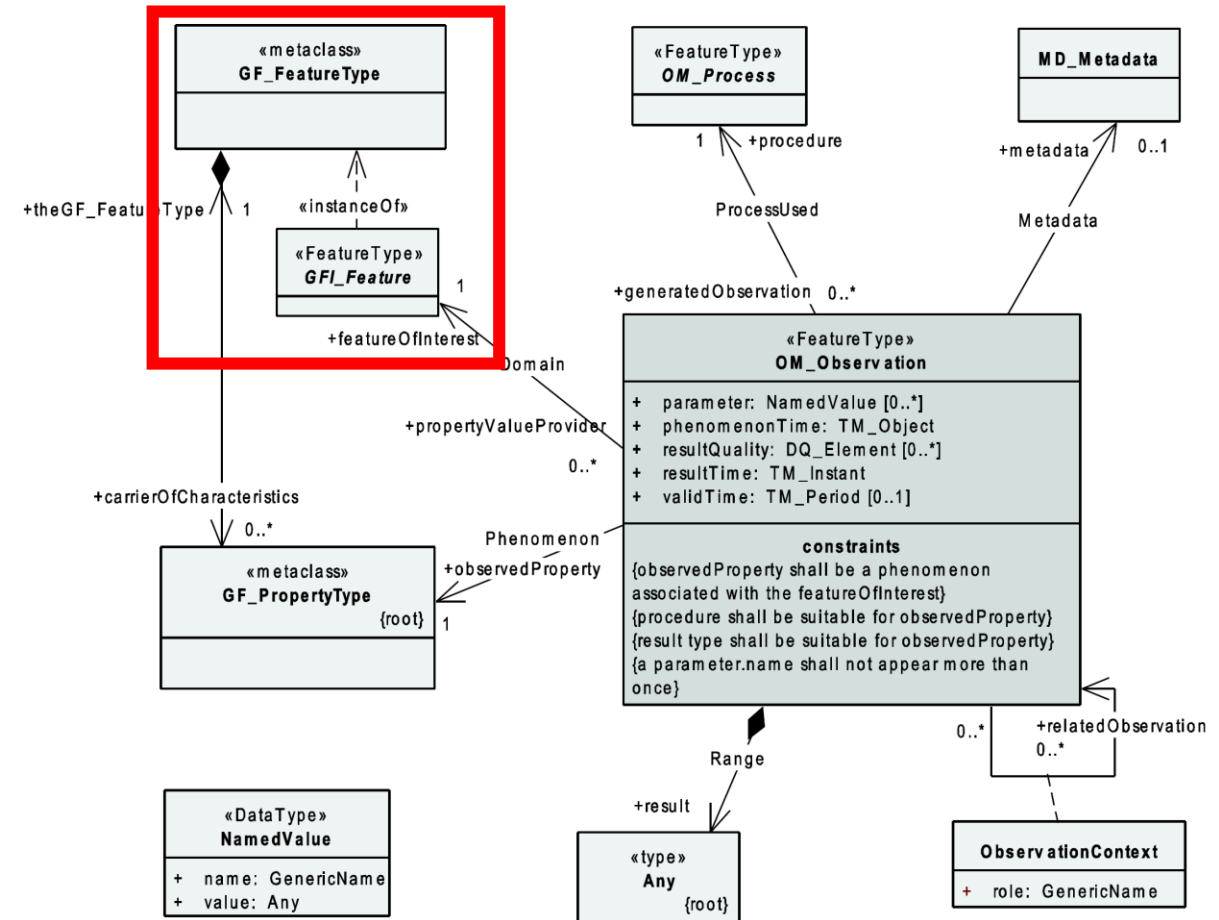 «metaclass»
GF_FeatureType
«FeatureType»
OM_Process
MD_Metadata
1
+procedure
+metadata
0..1
+theGF_FeatureType
1
«instanceOf»
ProcessUsed
Metadata
«FeatureType»
GFI_Feature
1
+generatedObservation
0..*
+featureOfInterest
Domain
«FeatureType»
OM_Observation
+ parameter: NamedValue [0..*]
+ phenomenonTime: TM_Object
+ resultQuality: DQ_Element [0..*]
+ resultTime: TM_Instant
+ validTime: TM_Period [0..1]
+propertyValueProvider
0..*
+carrierOfCharacteristics
0..*
Phenomenon
+observedProperty
1
«metaclass»
GF_PropertyType
{root}
constraints
{observedProperty shall be a phenomenon
associated with the featureOfInterest}
{procedure shall be suitable for observedProperty}
{result type shall be suitable for observedProperty}
{a parameter.name shall not appear more than
once}
0..*
+relatedObservation
0..*
Range
+result
«DataType»
NamedValue
+ name: GenericName
+ value: Any
«type»
Any
{root}
ObservationContext
+ role: GenericName